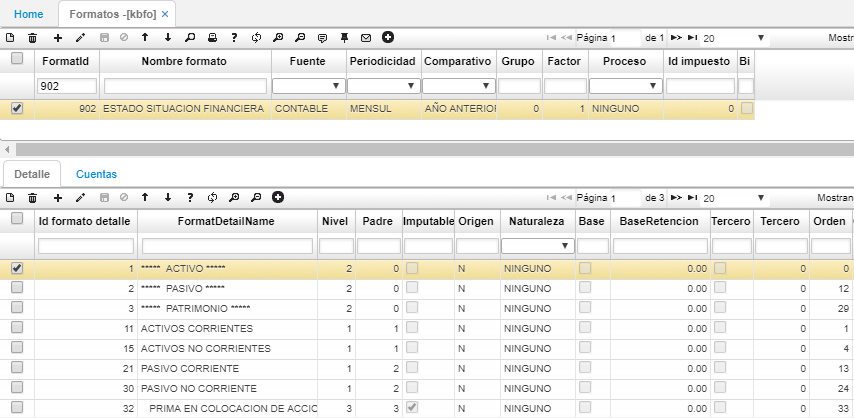 Home Formatos -[kbfo] ×
Página 1 de 1 20 Mostran
FormatId Nombre formato Fuente Periodicidad Comparativo Grupo Factor Proceso Id impuesto Bi
902
902 ESTADO SITUACION FINANCIERA CONTABLE MENSUL AÑO ANTERIOR 0 1 NINGUNO 0
Detalle Cuentas
Página 1 de 3 20 Mostran
Id formato detalle FormatDetailName Nivel Padre Imputable Origen Naturaleza Base BaseRetencion Tercero Tercero Orden
1 ***** ACTIVO ***** 2 0 N NINGUNO 0.00 0 0
2 ***** PASIVO ***** 2 0 N NINGUNO 0.00 0 12
3 ***** PATRIMONIO ***** 2 0 N NINGUNO 0.00 0 29
11 ACTIVOS CORRIENTES 1 1 N NINGUNO 0.00 0 1
15 ACTIVOS NO CORRIENTES 1 1 N NINGUNO 0.00 0 4
21 PASIVO CORRIENTE 1 2 N NINGUNO 0.00 0 13
30 PASIVO NO CORRIENTE 1 2 N NINGUNO 0.00 0 24
32 PRIMA EN COLOCACION DE ACCIO 3 3 N NINGUNO 0.00 0 33